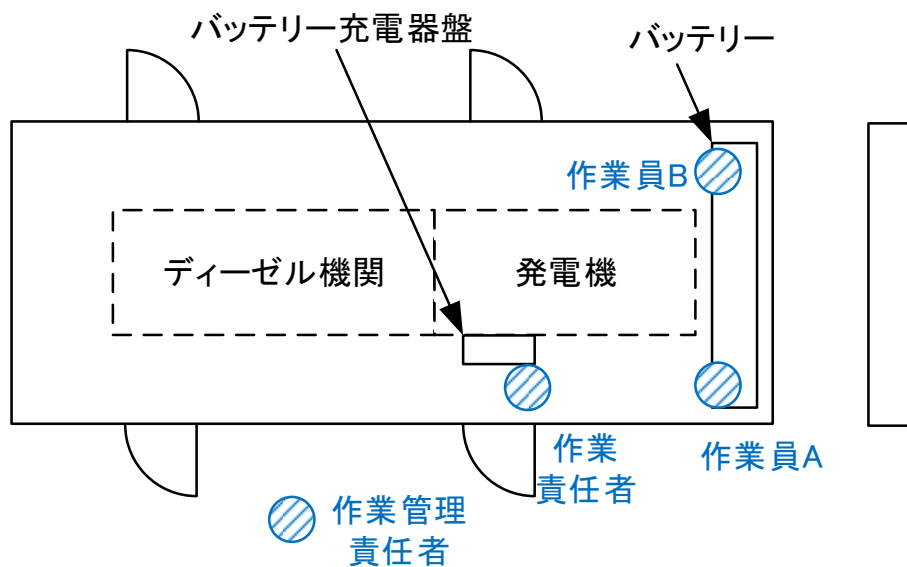 バッテリー充電器盤
バッテリー
作業員B
ディーゼル機関
発電機
作業
責任者
作業員A
作業管理
責任者